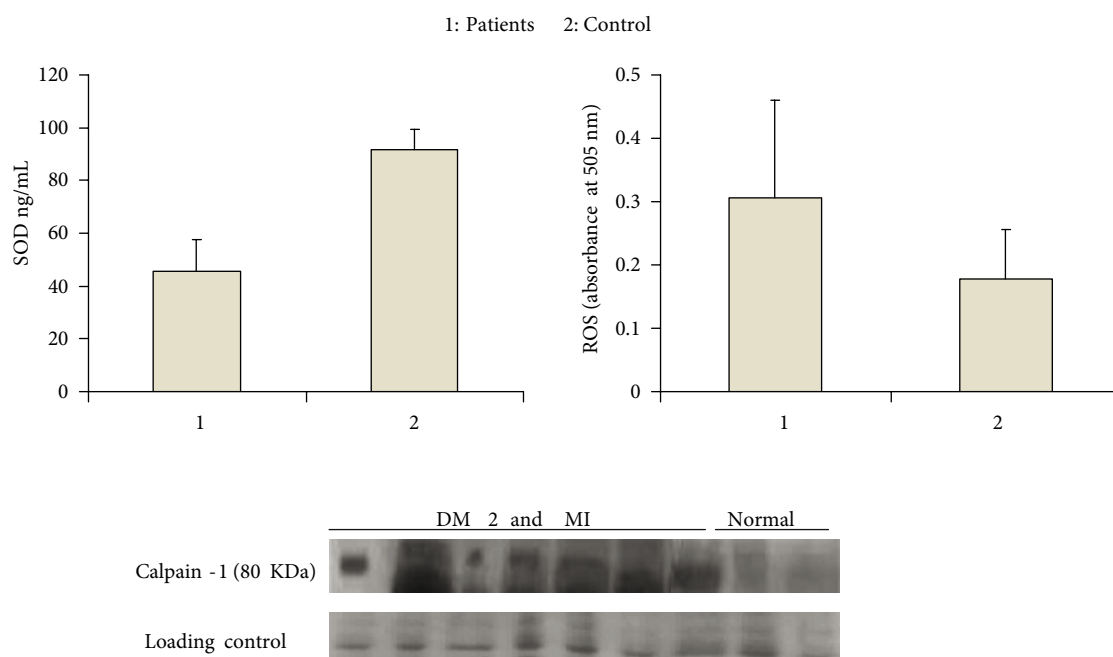 1: Patients 2: Control
120
100
80
60
40
20
0
SOD ng/mL
1 2
0.5
0.4
0.3
0.2
0.1
0
ROS (absorbance at 505 nm)
1 2
DM 2 and MI Normal
Calpain -1 (80 KDa)
Loading control